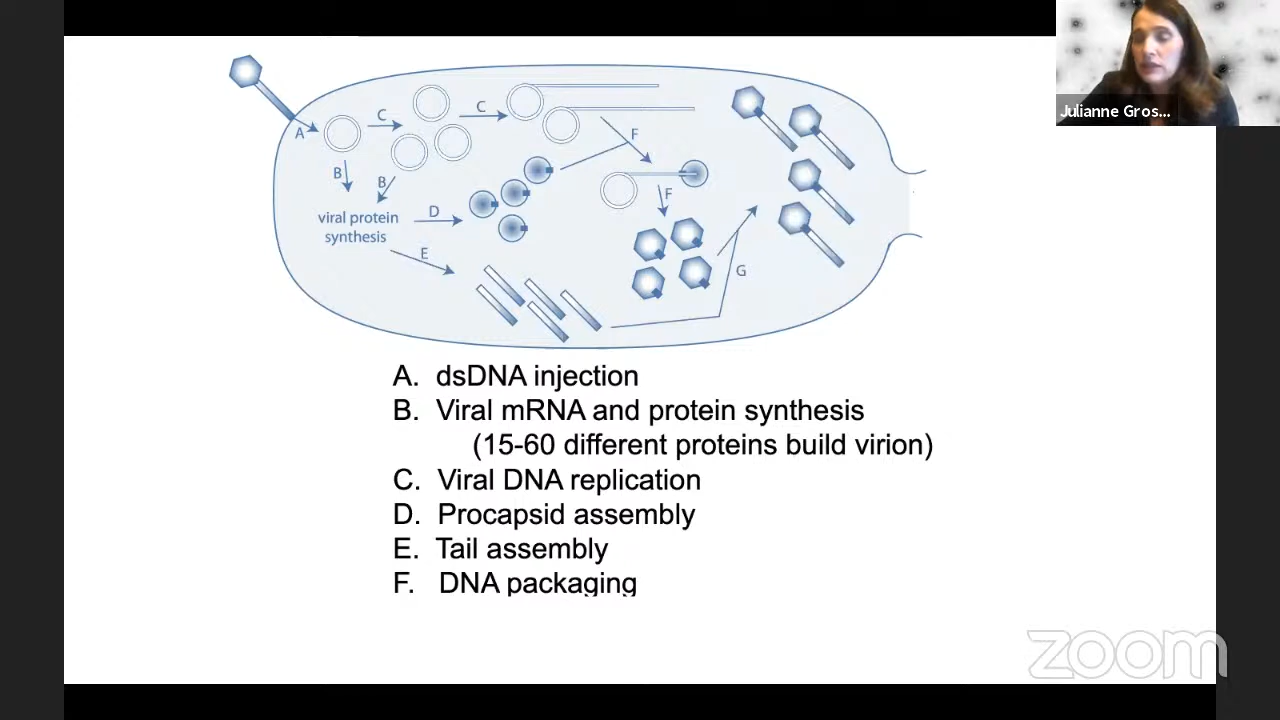 Julianne Gros...
A
C
C
B
B
F
viral protein
synthesis
D
F
E
G
A. dsDNA injection
B. Viral mRNA and protein synthesis
(15-60 different proteins build virion)
C. Viral DNA replication
D. Procapsid assembly
E. Tail assembly
F. DNA packaging
zoom